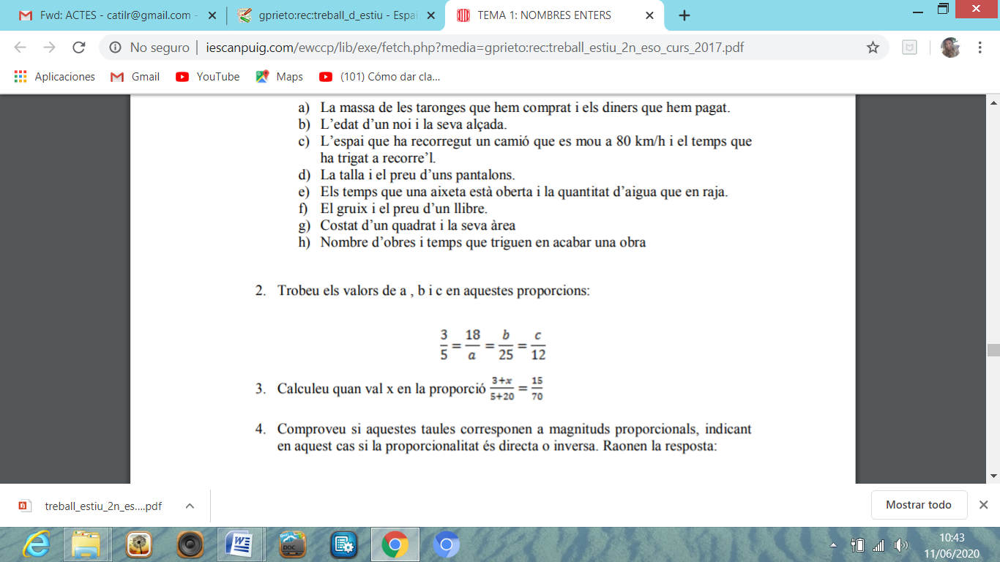 Fwd: ACTES - catilr@gmail.com -
gprieto:rec:treball_d_estiu - Espai
TEMA 1: NOMBRES ENTERS
No seguro | iescanpuig.com/ewccp/lib/exe/fetch.php?media=gprieto:rec:treball_estiu_2n_eso_curs_2017.pdf
Aplicaciones Gmail YouTube Maps (101) Cómo dar cla...
a) La massa de les taronges que hem comprat i els diners que hem pagat.
b) L'edat d'un noi i la seva alçada.
c) L'espai que ha recorregut un camió que es mou a 80 km/h i el temps que
ha trigat a recorre'l.
d) La talla i el preu d'uns pantalons.
e) Els temps que una aixeta està oberta i la quantitat d'aigua que en raja.
f) El gruix i el preu d'un llibre.
g) Costat d'un quadrat i la seva àrea
h) Nombre d'obres i temps que triguen en acabar una obra
2. Trobeu els valors de a , b i c en aquestes proporcions:
3/5 = 18/a = b/25 = c/12
3. Calculeu quan val x en la proporció 3+x/5+20 = 15/70
4. Comproveu si aquestes taules corresponen a magnituds proporcionals, indicant
en aquest cas si la proporcionalitat és directa o inversa. Raonen la resposta:
treball_estiu_2n_es....pdf
Mostrar todo
DOC
10:43
11/06/2020